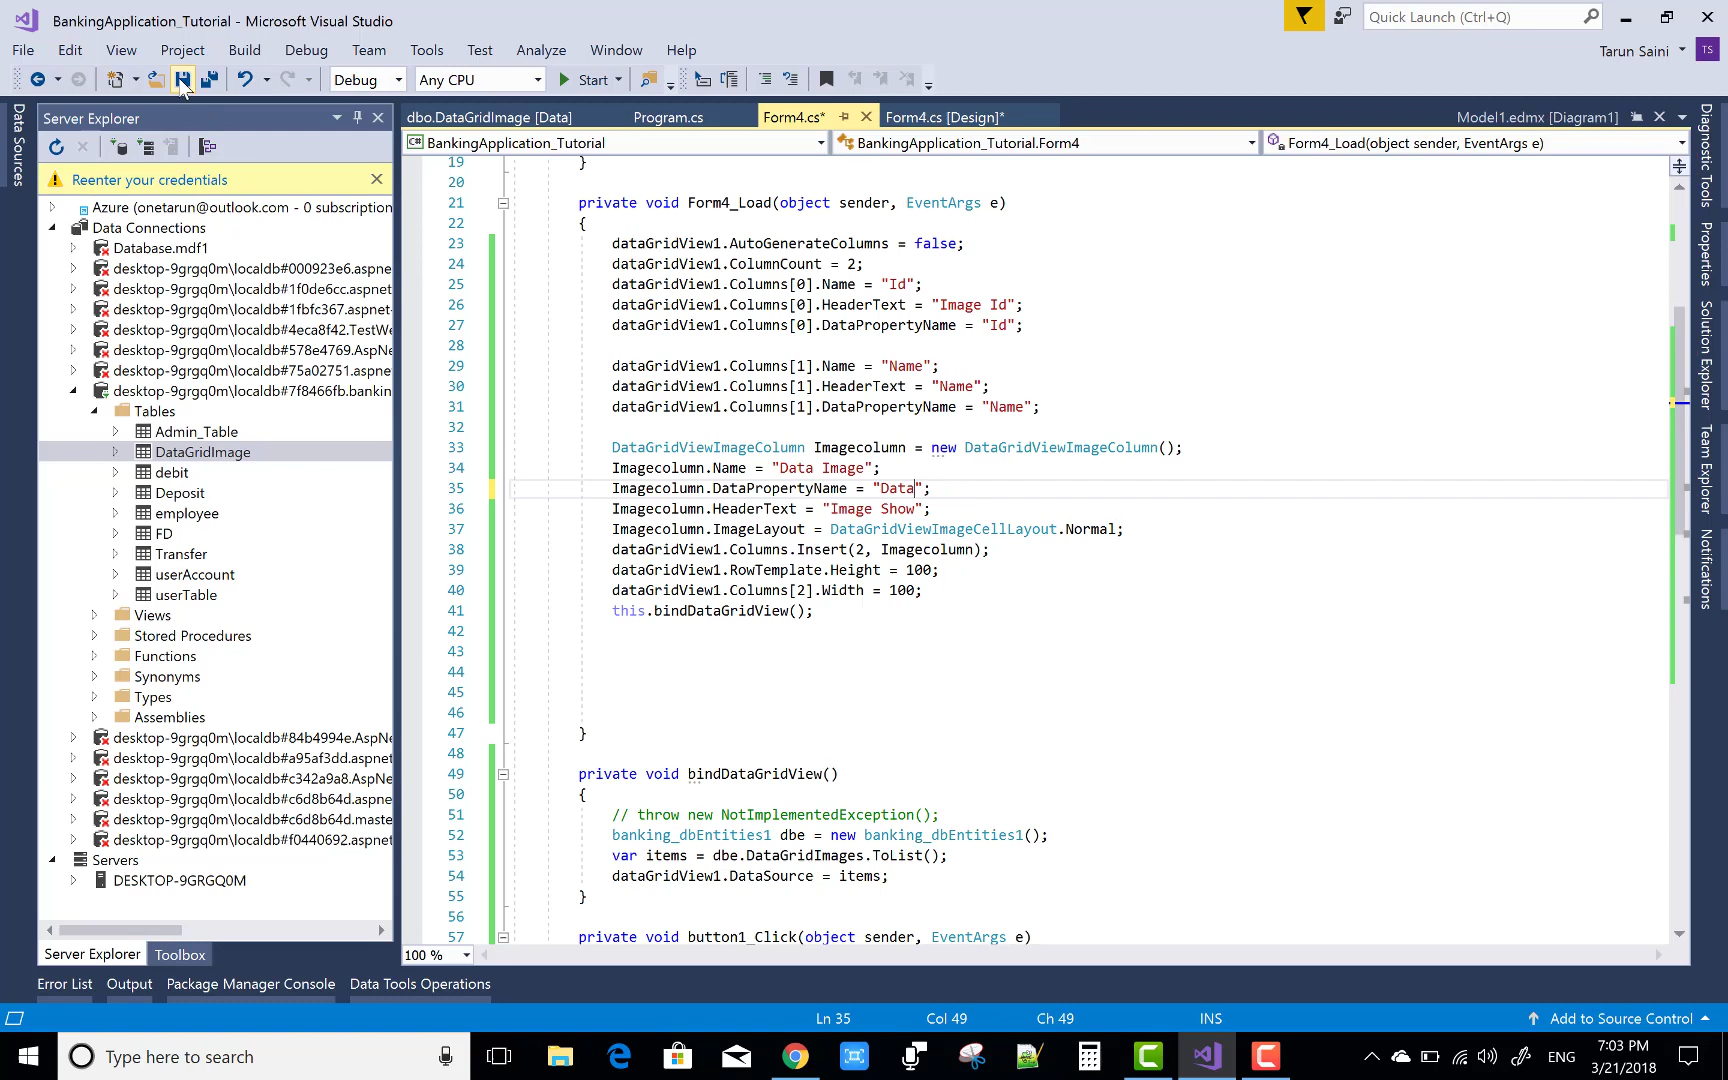 BankingApplication_Tutorial - Microsoft Visual Studio
Quick Launch (Ctrl+Q)
File Edit View Project Build Debug Team Tools Test Analyze Window Help
Tarun Saini TS
Debug Any CPU Start
Data Sources
Server Explorer
dbo.DataGridImage [Data] Program.cs Form4.cs* Form4.cs [Design]* Model1.edmx [Diagram1]
BankingApplication_Tutorial BankingApplication_Tutorial.Form4 Form4_Load(object sender, EventArgs e)
Reenter your credentials
Azure (onetarun@outlook.com - 0 subscription
Data Connections
Database.mdf1
desktop-9grgq0m\localdb#000923e6.aspnet
desktop-9grgq0m\localdb#1f0de6cc.aspnet
desktop-9grgq0m\localdb#1fbfc367.aspnet
desktop-9grgq0m\localdb#4eca8f42.TestWe
desktop-9grgq0m\localdb#578e4769.AspNe
desktop-9grgq0m\localdb#75a02751.aspnet
desktop-9grgq0m\localdb#7f8466fb.bankin
Tables
Admin_Table
DataGridImage
debit
Deposit
employee
FD
Transfer
userAccount
userTable
Views
Stored Procedures
Functions
Synonyms
Types
Assemblies
desktop-9grgq0m\localdb#84b4994e.AspNe
desktop-9grgq0m\localdb#a95af3dd.aspnet
desktop-9grgq0m\localdb#c342a9a8.AspNe
desktop-9grgq0m\localdb#c6d8b64d.aspnet
desktop-9grgq0m\localdb#c6d8b64d.maste
desktop-9grgq0m\localdb#f0440692.aspnet
Servers
DESKTOP-9GRGQ0M
Server Explorer Toolbox
19 }
20
21 private void Form4_Load(object sender, EventArgs e)
22 {
23 dataGridView1.AutoGenerateColumns = false;
24 dataGridView1.ColumnCount = 2;
25 dataGridView1.Columns[0].Name = "Id";
26 dataGridView1.Columns[0].HeaderText = "Image Id";
27 dataGridView1.Columns[0].DataPropertyName = "Id";
28
29 dataGridView1.Columns[1].Name = "Name";
30 dataGridView1.Columns[1].HeaderText = "Name";
31 dataGridView1.Columns[1].DataPropertyName = "Name";
32
33 DataGridViewImageColumn Imagecolumn = new DataGridViewImageColumn();
34 Imagecolumn.Name = "Data Image";
35 Imagecolumn.DataPropertyName = "Data";
36 Imagecolumn.HeaderText = "Image Show";
37 Imagecolumn.ImageLayout = DataGridViewImageCellLayout.Normal;
38 dataGridView1.Columns.Insert(2, Imagecolumn);
39 dataGridView1.RowTemplate.Height = 100;
40 dataGridView1.Columns[2].Width = 100;
41 this.bindDataGridView();
42
43
44
45
46
47 }
48
49 private void bindDataGridView()
50 {
51 // throw new NotImplementedException();
52 banking_dbEntities1 dbe = new banking_dbEntities1();
53 var items = dbe.DataGridImages.ToList();
54 dataGridView1.DataSource = items;
55 }
56
57 private void button1_Click(object sender, EventArgs e)
100 %
Diagnostic Tools
Properties
Solution Explorer
Team Explorer
Notifications
Error List Output Package Manager Console Data Tools Operations
Ln 35 Col 49 Ch 49 INS Add to Source Control
Type here to search
ENG
7:03 PM
3/21/2018